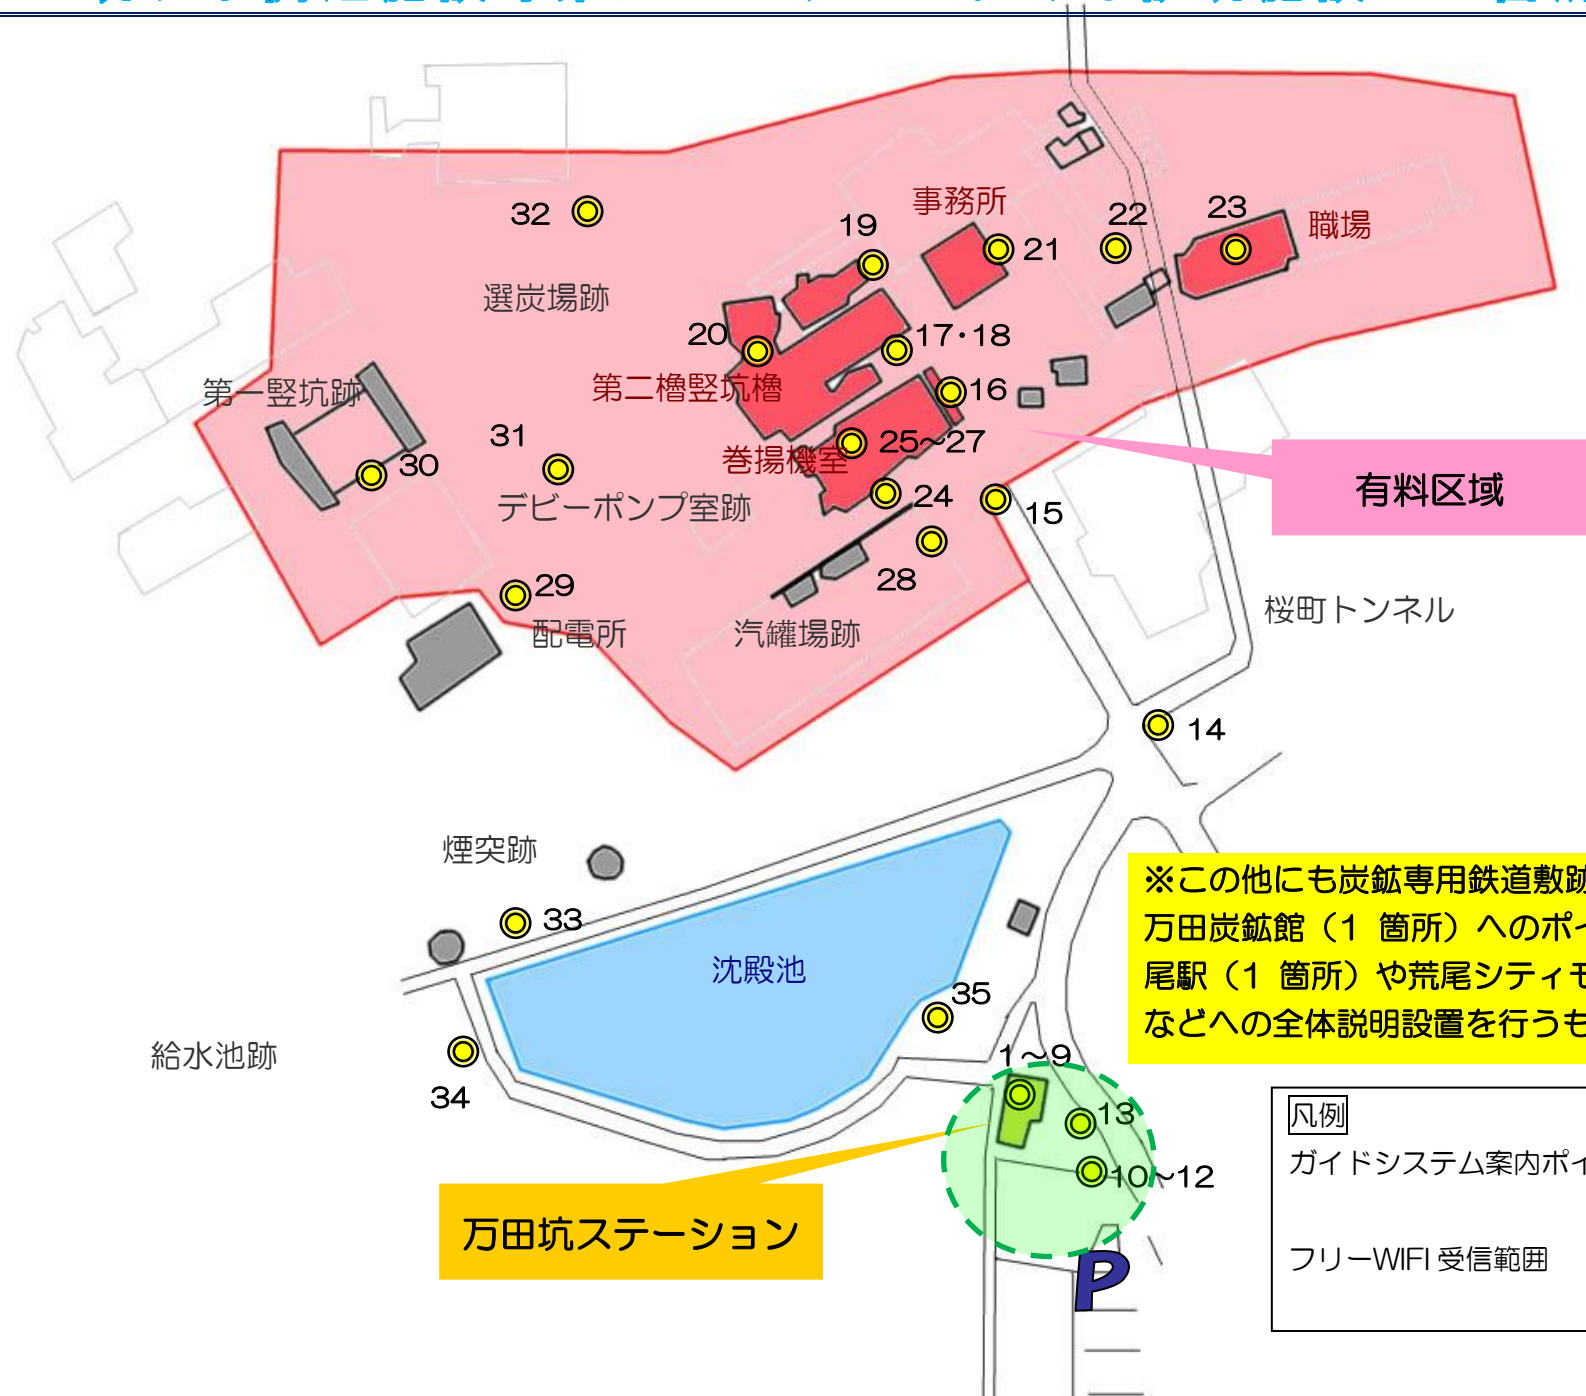 32
19
事務所
21
22
23
職場
選炭場跡
20
17・18
第一竪坑跡
第二櫓竪坑櫓
16
31
30
巻揚機室
25～27
有料区域
デビーポンプ室跡
24
15
28
29
配電所
汽罐場跡
桜町トンネル
14
煙突跡
33
※この他にも炭鉱専用鉄道敷跡
万田炭鉱館（1 箇所）へのポイ
尾駅（1 箇所）や荒尾シティモ
などへの全体説明設置を行うも
沈殿池
35
給水池跡
34
1～9
13
10～12
万田坑ステーション
P
凡例
ガイドシステム案内ポイ
フリーWIFI 受信範囲